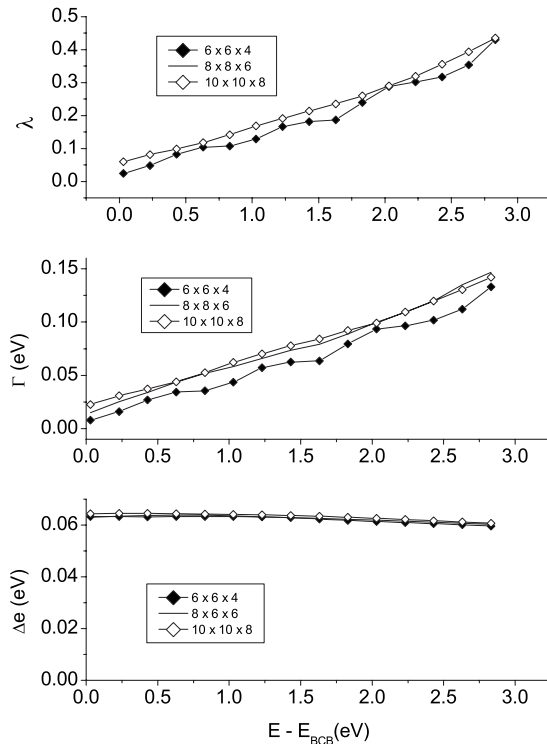 0.5
0.4
0.3
0.2
0.1
0.0
λ
6 x 6 x 4
8 x 8 x 6
10 x 10 x 8
0.0 0.5 1.0 1.5 2.0 2.5 3.0
0.15
0.10
0.05
0.00
Γ (eV)
6 x 6 x 4
8 x 8 x 6
10 x 10 x 8
0.0 0.5 1.0 1.5 2.0 2.5 3.0
0.06
0.04
0.02
0.00
Δe (eV)
6 x 6 x 4
8 x 6 x 6
10 x 10 x 8
0.0 0.5 1.0 1.5 2.0 2.5 3.0
E - E_BCB(eV)